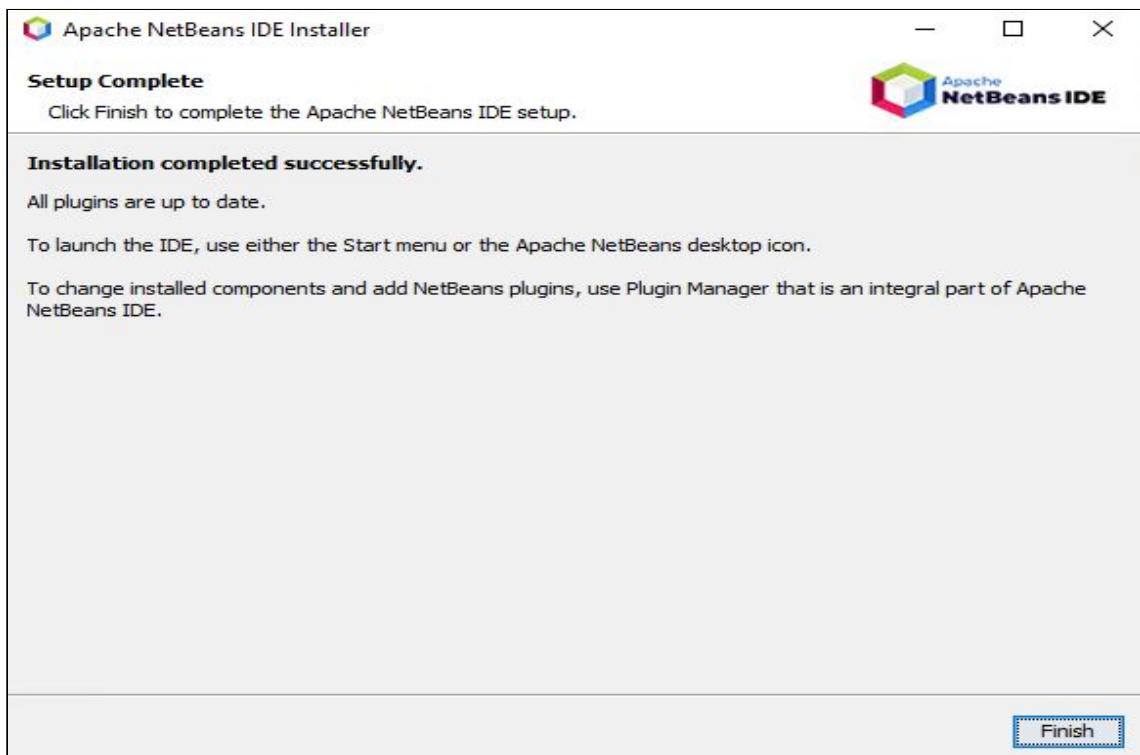 Apache NetBeans IDE Installer
Setup Complete
Click Finish to complete the Apache NetBeans IDE setup.
Apache
NetBeans IDE
Installation completed successfully.
All plugins are up to date.
To launch the IDE, use either the Start menu or the Apache NetBeans desktop icon.
To change installed components and add NetBeans plugins, use Plugin Manager that is an integral part of Apache
NetBeans IDE.
Finish